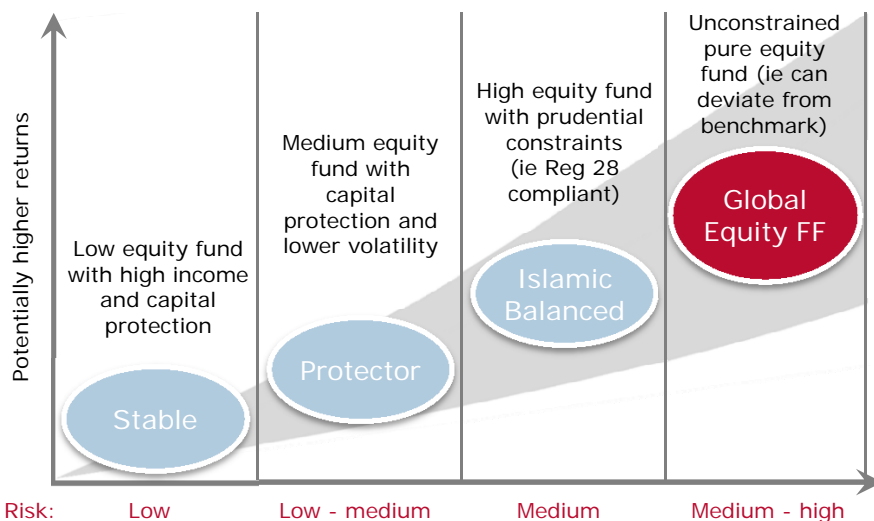 Potentially higher returns
Low equity fund
with high income
and capital
protection
Stable
Medium equity
fund with
capital
protection and
lower volatility
Protector
High equity fund
with prudential
constraints
(ie Reg 28
compliant)
Islamic
Balanced
Unconstrained
pure equity
fund (ie can
deviate from
benchmark)
Global
Equity FF
Risk: Low Low - medium Medium Medium - high